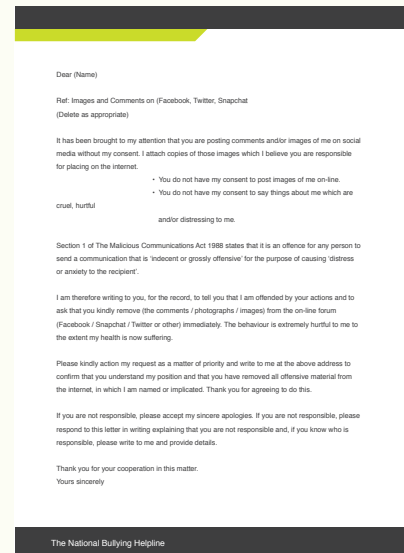 Dear (Name)
Ref: Images and Comments on (Facebook, Twitter, Snapchat
(Delete as appropriate)
It has been brought to my attention that you are posting comments and/or images of me on social
media without my consent. I attach copies of those images which I believe you are responsible
for placing on the internet.
• You do not have my consent to post images of me on-line.
• You do not have my consent to say things about me which are
cruel, hurtful
and/or distressing to me.
Section 1 of The Malicious Communications Act 1988 states that it is an offence for any person to
send a communication that is ‘indecent or grossly offensive’ for the purpose of causing ‘distress
or anxiety to the recipient’.
I am therefore writing to you, for the record, to tell you that I am offended by your actions and to
ask that you kindly remove (the comments / photographs / images) from the on-line forum
(Facebook / Snapchat / Twitter or other) immediately. The behaviour is extremely hurtful to me to
the extent my health is now suffering.
Please kindly action my request as a matter of priority and write to me at the above address to
confirm that you understand my position and that you have removed all offensive material from
the internet, in which I am named or implicated. Thank you for agreeing to do this.
If you are not responsible, please accept my sincere apologies. If you are not responsible, please
respond to this letter in writing explaining that you are not responsible and, if you know who is
responsible, please write to me and provide details.
Thank you for your cooperation in this matter.
Yours sincerely
The National Bullying Helpline